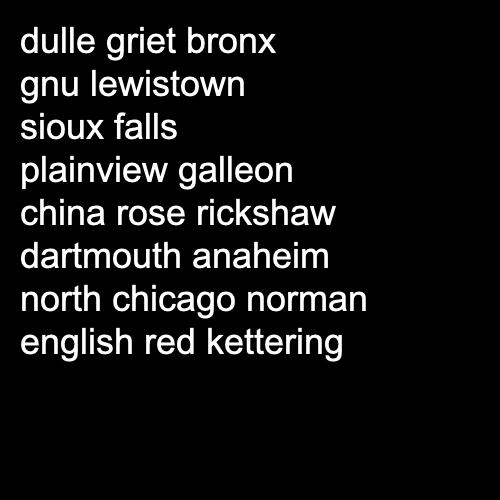 dulle griet bronx
gnu lewistown
sioux falls
plainview galleon
china rose rickshaw
dartmouth anaheim
north chicago norman
english red kettering